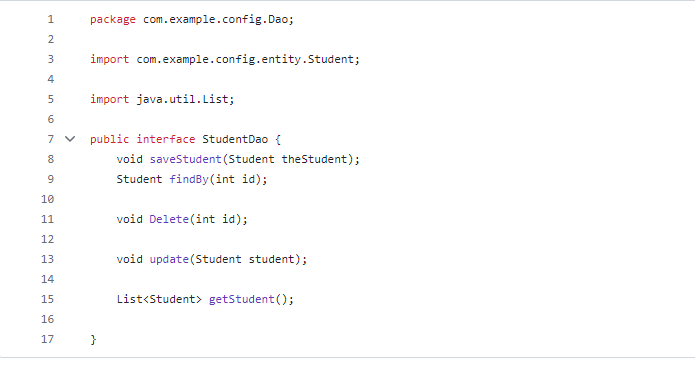 1 package com.example.config.Dao;
2
3 import com.example.config.entity.Student;
4
5 import java.util.List;
6
7 public interface StudentDao {
8 void saveStudent(Student theStudent);
9 Student findBy(int id);
10
11 void Delete(int id);
12
13 void update(Student student);
14
15 List<Student> getStudent();
16
17 }